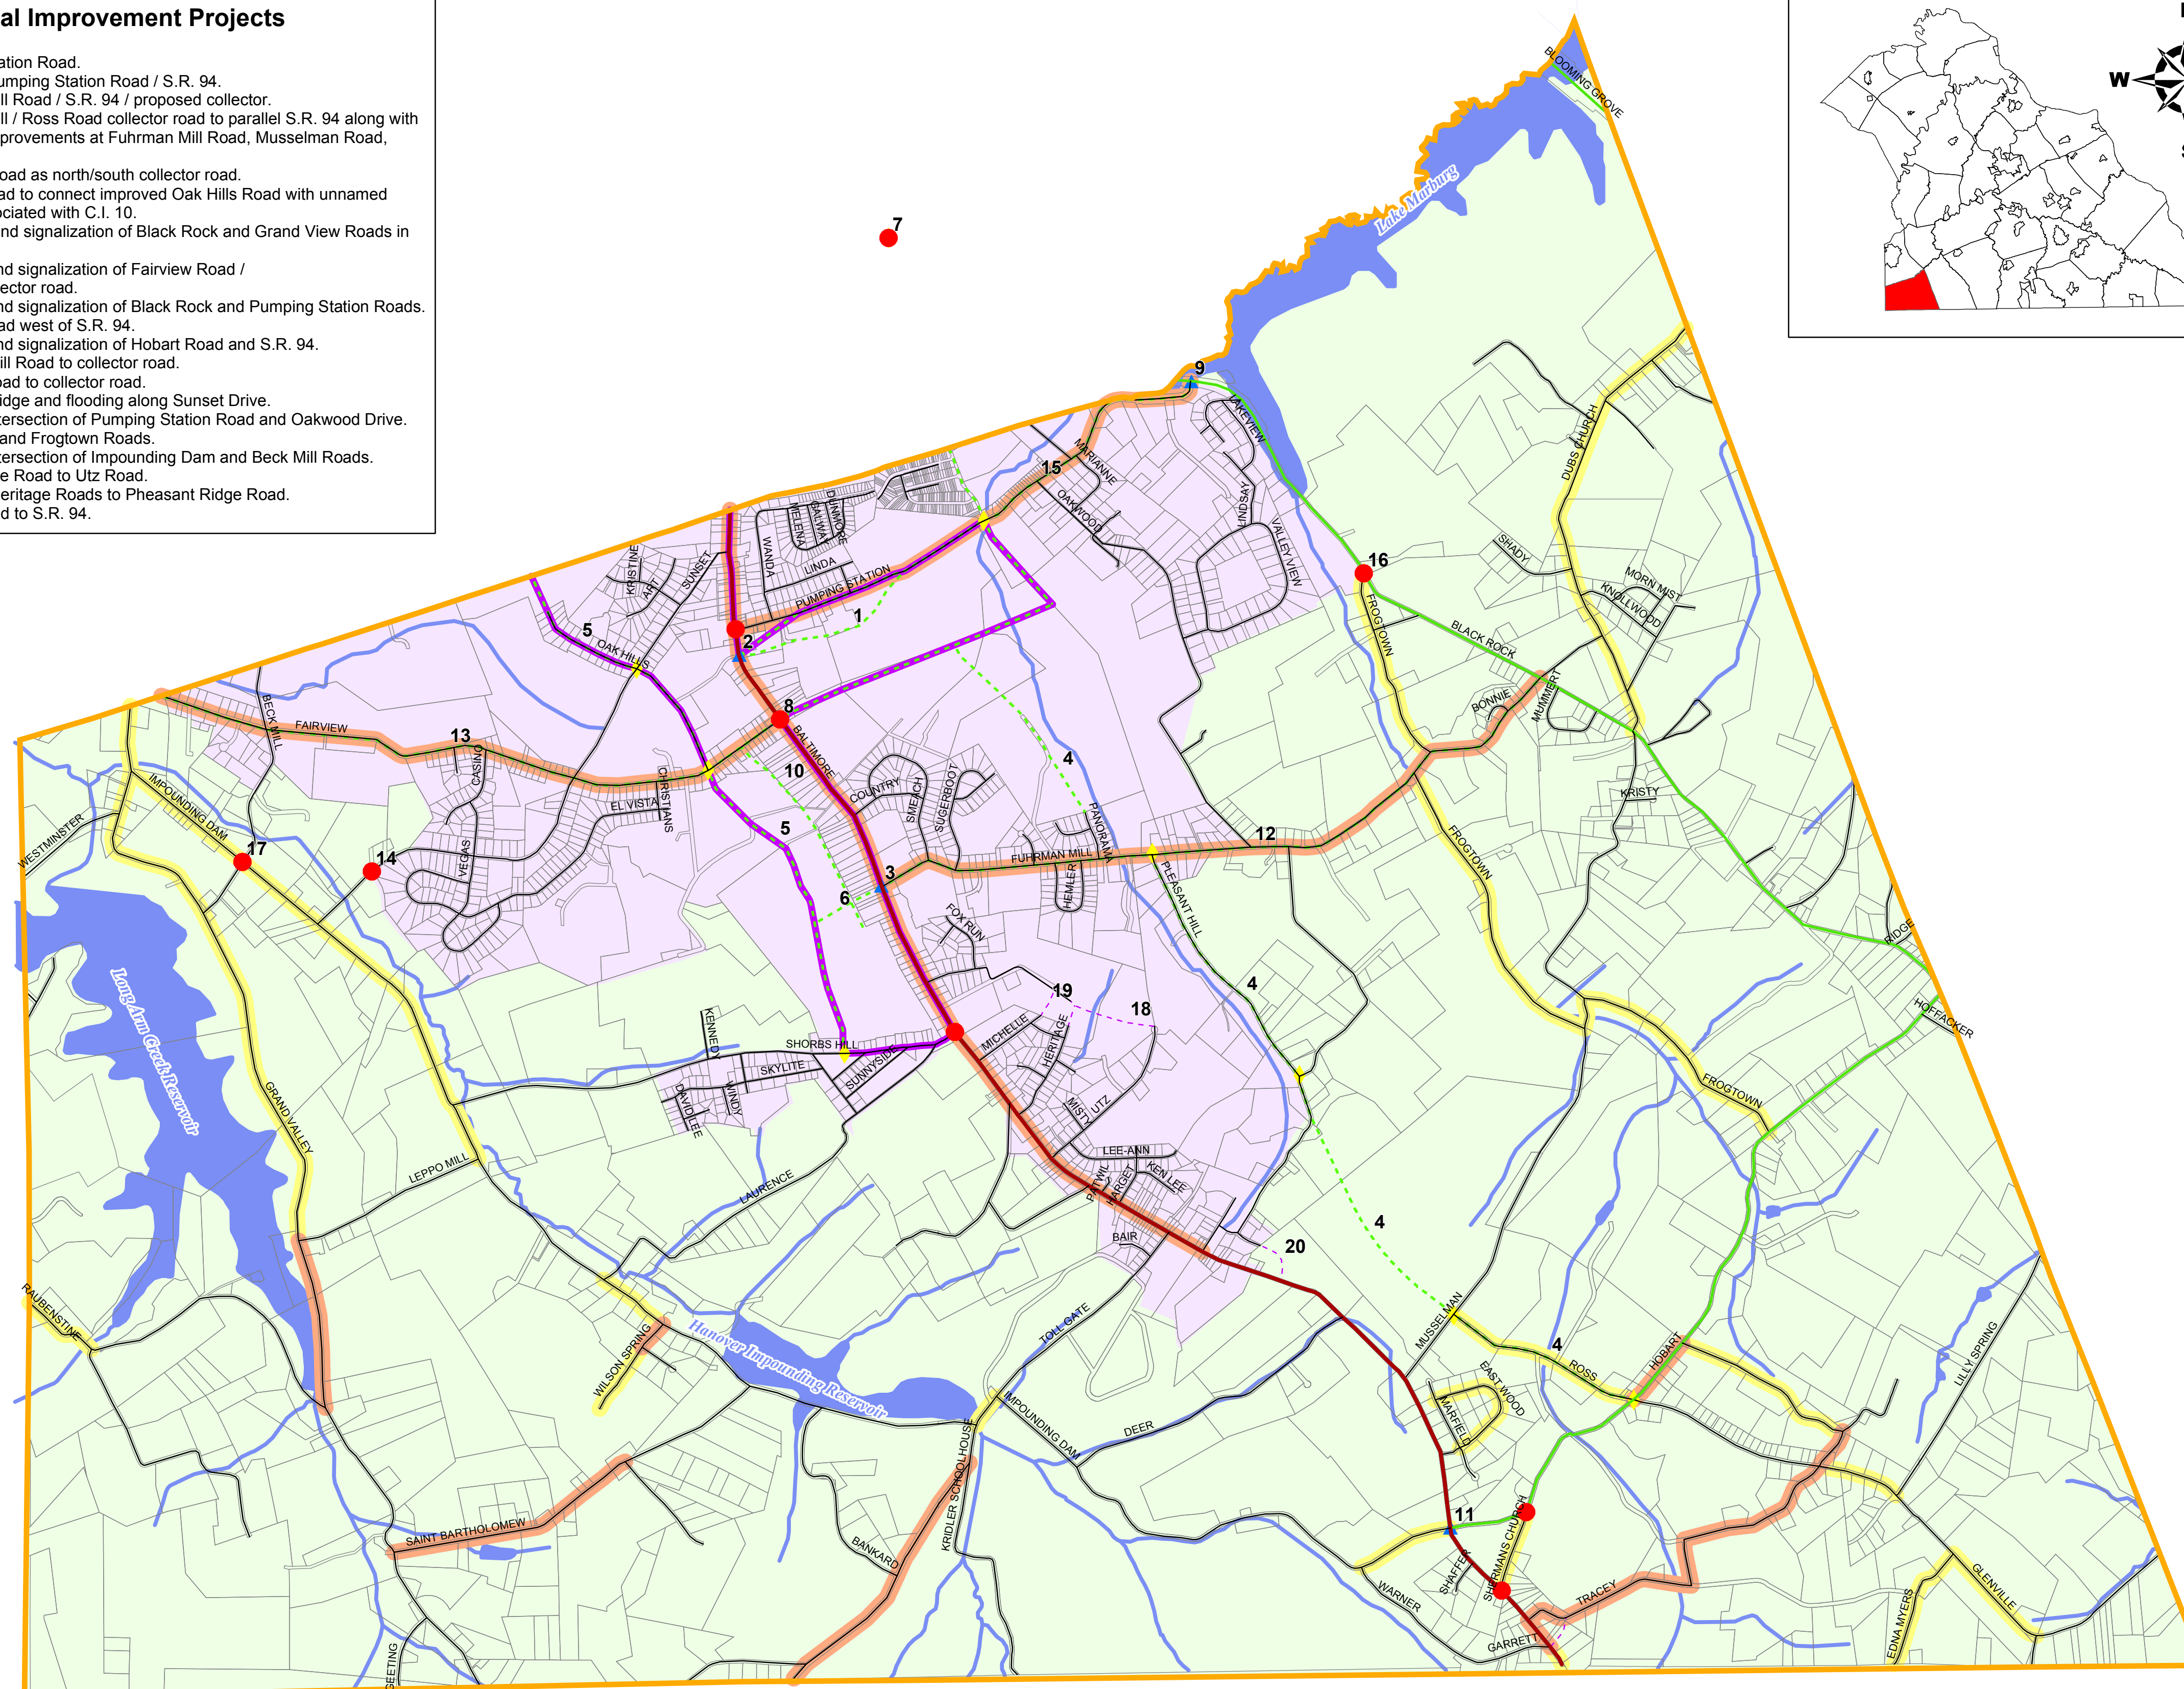 al Improvement Projects
ation Road.
umping Station Road / S.R. 94.
ll Road / S.R. 94 / proposed collector.
ll / Ross Road collector road to parallel S.R. 94 along with
provements at Fuhrman Mill Road, Musselman Road,
oad as north/south collector road.
ad to connect improved Oak Hills Road with unnamed
ociated with C.I. 10.
nd signalization of Black Rock and Grand View Roads in
nd signalization of Fairview Road /
ector road.
nd signalization of Black Rock and Pumping Station Roads.
ad west of S.R. 94.
nd signalization of Hobart Road and S.R. 94.
ill Road to collector road.
oad to collector road.
idge and flooding along Sunset Drive.
tersection of Pumping Station Road and Oakwood Drive.
and Frogtown Roads.
tersection of Impounding Dam and Beck Mill Roads.
e Road to Utz Road.
eritage Roads to Pheasant Ridge Road.
d to S.R. 94.
W
BLOOMING GROVE
Lake Marburg
7
9
LAKEVIEW
DUBS CHURCH
MARIANNE
15
OAKWOOD
LINDSAY
VALLEY VIEW
DUNMORE
GALWAY
MELENA
WANDA
LINDA
PUMPING STATION
KRISTINE
ART
SUNSET
16
SHADY
MORN MIST
KNOLLWOOD
FROGTOWN
BLACK ROCK
1
2
5
OAK HILLS
BECK MILL
FAIRVIEW
13
CASINO
8
BALTIMORE
10
4
BONNIE
MUMMERT
CHRISTIANS
EL VISTA
COUNTRY
SMEACH
SUGERBOOT
PANORAMA
KRISTY
IMPOUNDING DAM
WESTMINSTER
17
14
VEGAS
5
12
FUHRMAN MILL
HEMLER
PLEASANT HILL
FROGTOWN
3
6
FOX RUN
RIDGE
HOFFACKER
Long Arm Creek Reservoir
4
19
18
MICHELLE
HERITAGE
KENNEDY
SHORBS HILL
SUNNYSIDE
SKYLITE
WINDY
DAVID LEE
MISTY
UTZ
FROGTOWN
GRAND VALLEY
LEPPO MILL
LAURENCE
LEE-ANN
KEN LEE
PATWIL
HARGET
BAIR
4
20
RAUBENSTINE
WILSON SPRING
Hanover Impounding Reservoir
TOLL GATE
MUSSELMAN
4
ROSS
HOBART
LILLY SPRING
EAST WOOD
MARFIELD
IMPOUNDING DAM
DEER
KRIDLER SCHOOLHOUSE
SAINT BARTHOLOMEW
BANKARD
11
SHERMANS CHURCH
SHAFFER
WARNER
TRACEY
GARRETT
GLENVILLE
EDNA MYERS
GEETING